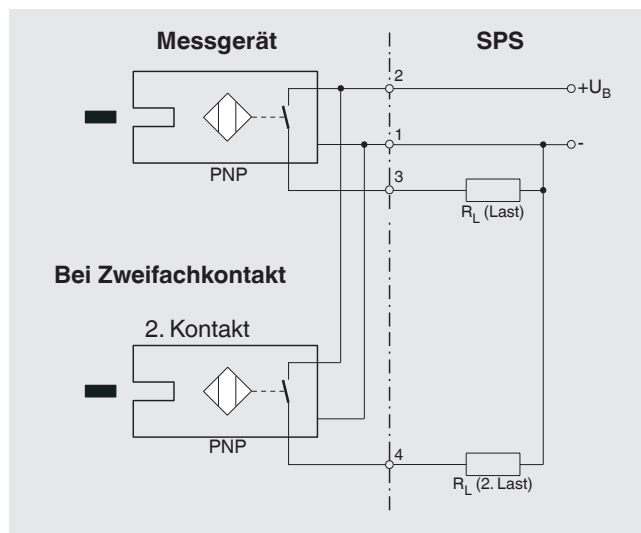 Messgerät
SPS
2
+U_B
1
-
PNP
3
R_L (Last)
Bei Zweifachkontakt
2. Kontakt
PNP
4
R_L (2. Last)